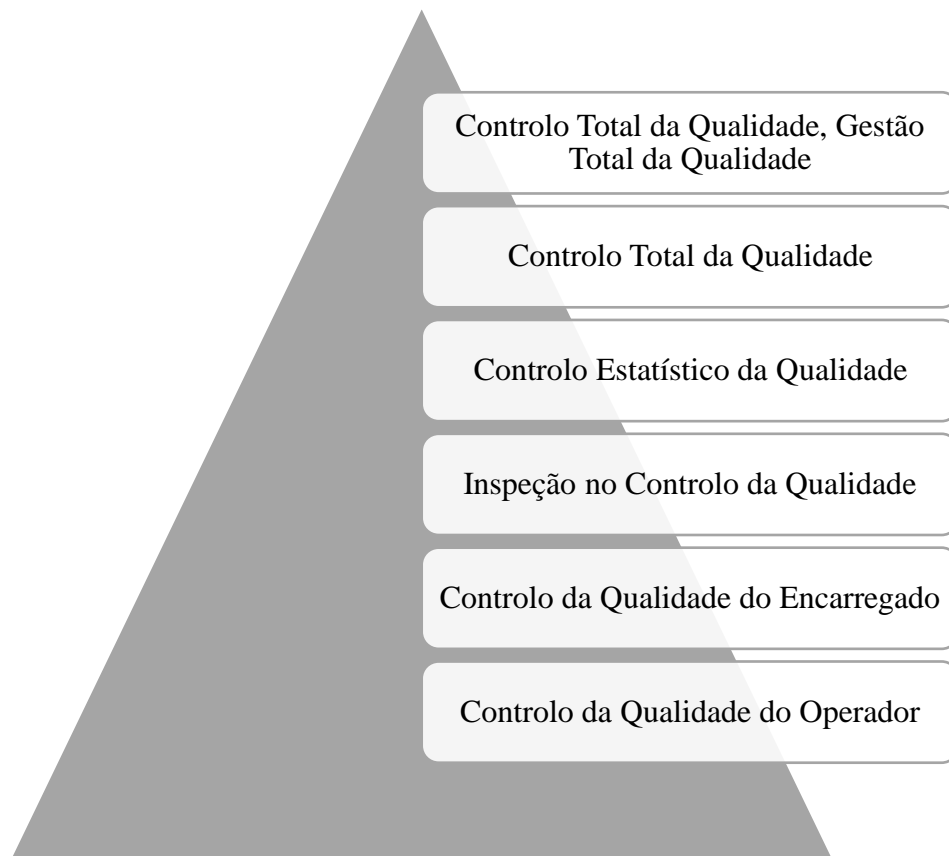 Controlo Total da Qualidade, Gestão
Total da Qualidade
Controlo Total da Qualidade
Controlo Estatístico da Qualidade
Inspeção no Controlo da Qualidade
Controlo da Qualidade do Encarregado
Controlo da Qualidade do Operador